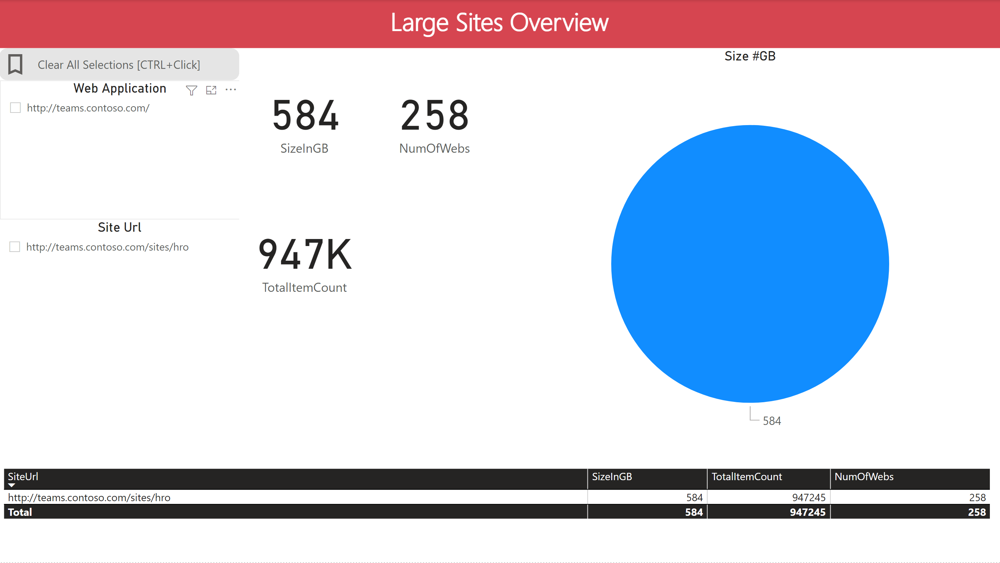 Large Sites Overview
Clear All Selections [CTRL+Click]
Web Application
http://teams.contoso.com/
Site Url
http://teams.contoso.com/sites/hro
584
SizeInGB
258
NumOfWebs
947K
TotalItemCount
Size #GB
584
SiteUrl SizeInGB TotalItemCount NumOfWebs
http://teams.contoso.com/sites/hro 584 947245 258
Total 584 947245 258